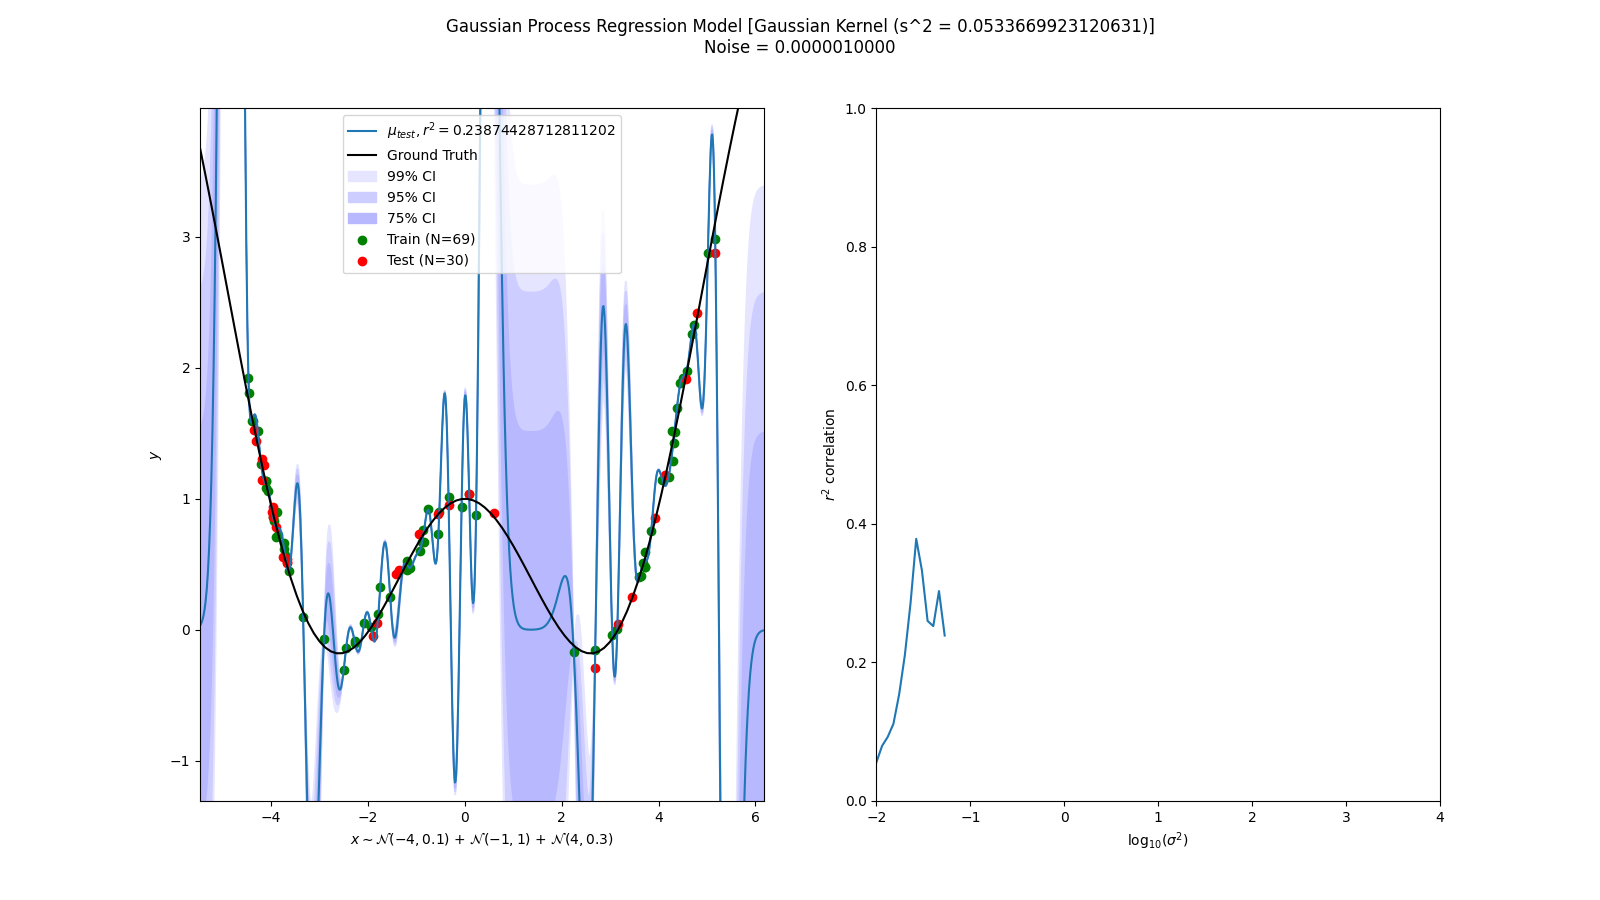 Gaussian Process Regression Model [Gaussian Kernel (s^2 = 0.0533669923120631)]
Noise = 0.0000010000
μ_test, r² = 0.23874428712811202
Ground Truth
99% CI
95% CI
75% CI
Train (N=69)
Test (N=30)
3
2
1
0
−1
y
−4 −2 0 2 4 6
x ∼ 𝒩(−4, 0.1) + 𝒩(−1, 1) + 𝒩(4, 0.3)
1.0
0.8
0.6
0.4
0.2
0.0
r² correlation
−2 −1 0 1 2 3 4
log₁₀(σ²)